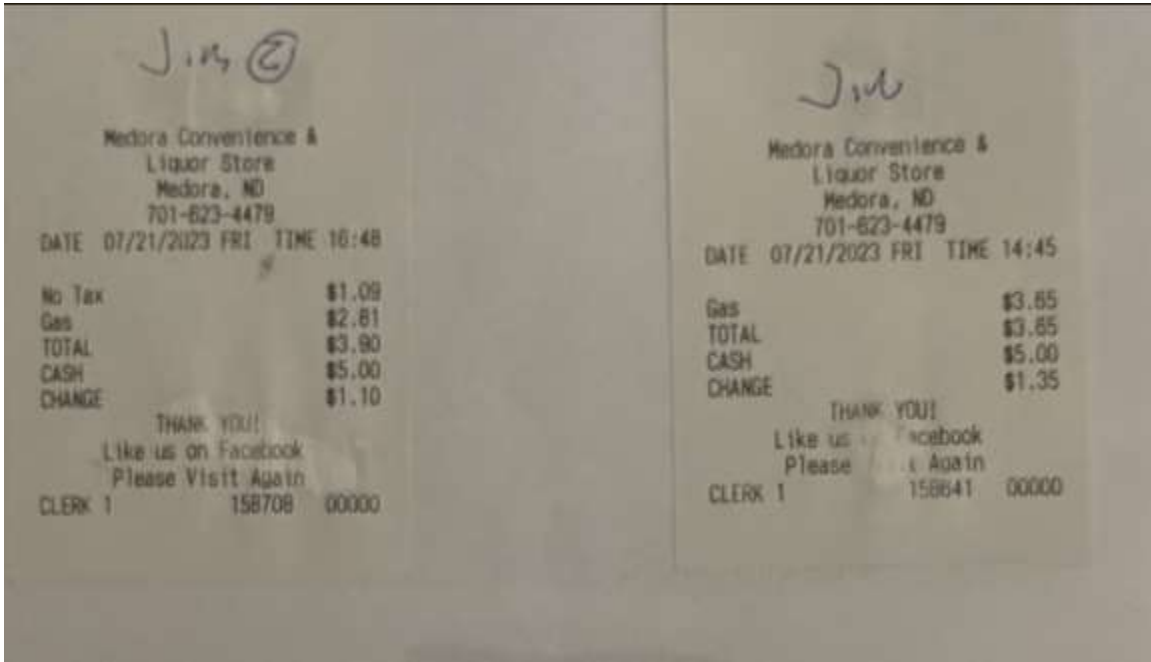 Jim ②
Medora Convenience &
Liquor Store
Medora, ND
701-623-4479
DATE 07/21/2023 FRI TIME 16:48
No Tax $1.09
Gas $2.81
TOTAL $3.90
CASH $5.00
CHANGE $1.10
THANK YOU!
Like us on Facebook
Please Visit Again
CLERK 1 158708 00000
Jim
Medora Convenience &
Liquor Store
Medora, ND
701-623-4479
DATE 07/21/2023 FRI TIME 14:45
Gas $3.65
TOTAL $3.65
CASH $5.00
CHANGE $1.35
THANK YOU!
Like us Facebook
Please Again
CLERK 1 158641 00000